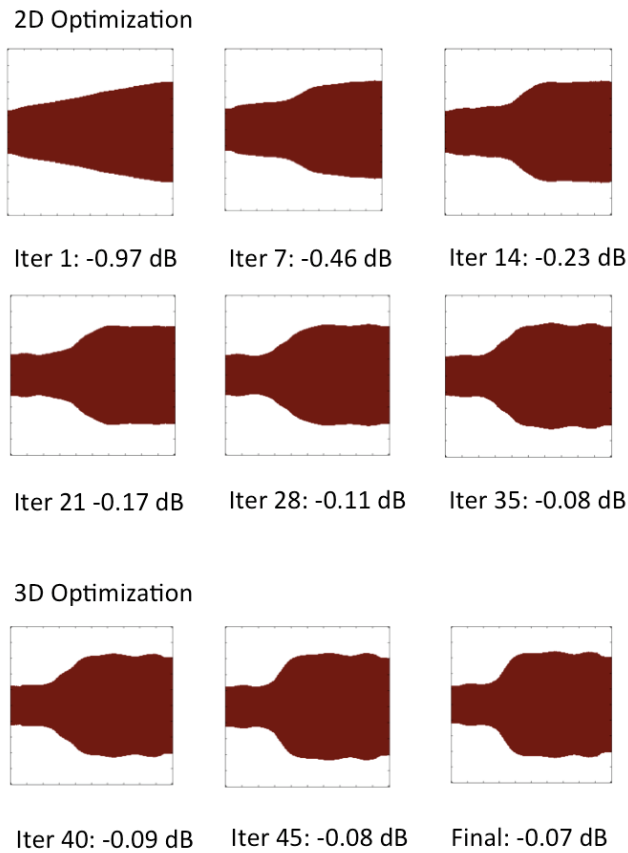 2D Optimization
Iter 1: -0.97 dB
Iter 7: -0.46 dB
Iter 14: -0.23 dB
Iter 21 -0.17 dB
Iter 28: -0.11 dB
Iter 35: -0.08 dB
3D Optimization
Iter 40: -0.09 dB
Iter 45: -0.08 dB
Final: -0.07 dB